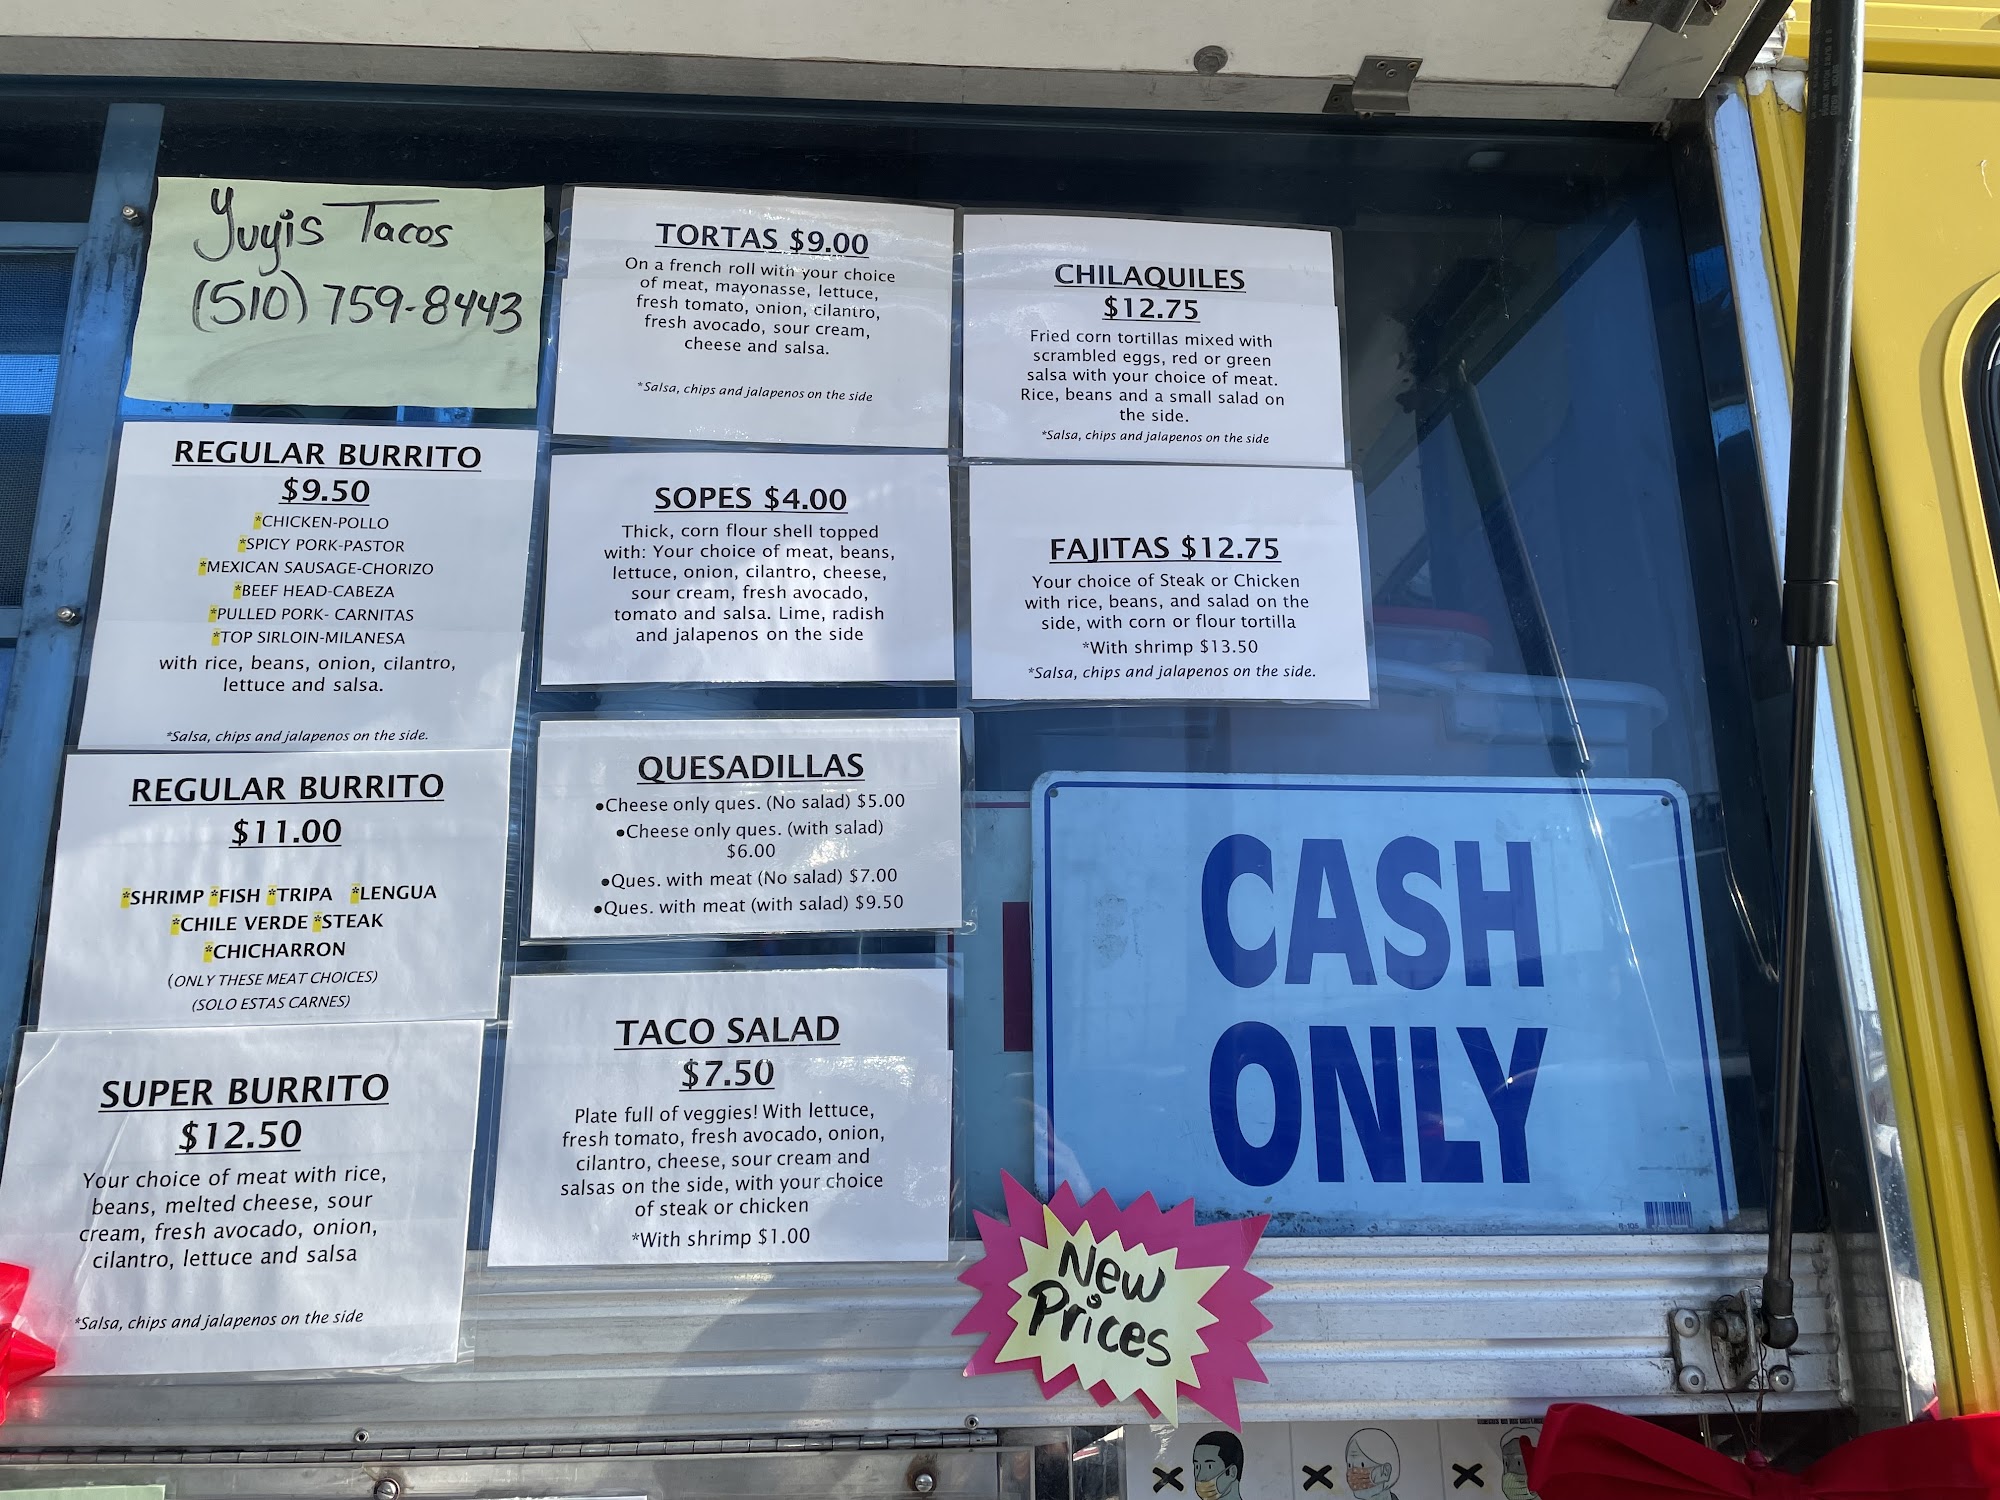 Yuyis Tacos
(510) 759-8443
REGULAR BURRITO
$9.50
*CHICKEN-POLLO
*SPICY PORK-PASTOR
*MEXICAN SAUSAGE-CHORIZO
*BEEF HEAD-CABEZA
*PULLED PORK- CARNITAS
*TOP SIRLOIN-MILANESA
with rice, beans, onion, cilantro,
lettuce and salsa.
*Salsa, chips and jalapenos on the side.
REGULAR BURRITO
$11.00
*SHRIMP *FISH *TRIPA *LENGUA
*CHILE VERDE *STEAK
*CHICHARRON
(ONLY THESE MEAT CHOICES)
(SOLO ESTAS CARNES)
SUPER BURRITO
$12.50
Your choice of meat with rice,
beans, melted cheese, sour
cream, fresh avocado, onion,
cilantro, lettuce and salsa
*Salsa, chips and jalapenos on the side
TORTAS $9.00
On a french roll with your choice
of meat, mayonasse, lettuce,
fresh tomato, onion, cilantro,
fresh avocado, sour cream,
cheese and salsa.
*Salsa, chips and jalapenos on the side
SOPES $4.00
Thick, corn flour shell topped
with: Your choice of meat, beans,
lettuce, onion, cilantro, cheese,
sour cream, fresh avocado,
tomato and salsa. Lime, radish
and jalapenos on the side
QUESADILLAS
•Cheese only ques. (No salad) $5.00
•Cheese only ques. (with salad)
$6.00
•Ques. with meat (No salad) $7.00
•Ques. with meat (with salad) $9.50
TACO SALAD
$7.50
Plate full of veggies! With lettuce,
fresh tomato, fresh avocado, onion,
cilantro, cheese, sour cream and
salsas on the side, with your choice
of steak or chicken
*With shrimp $1.00
CHILAQUILES
$12.75
Fried corn tortillas mixed with
scrambled eggs, red or green
salsa with your choice of meat.
Rice, beans and a small salad on
the side.
*Salsa, chips and jalapenos on the side
FAJITAS $12.75
Your choice of Steak or Chicken
with rice, beans, and salad on the
side, with corn or flour tortilla
*With shrimp $13.50
*Salsa, chips and jalapenos on the side.
CASH
ONLY
New
Prices